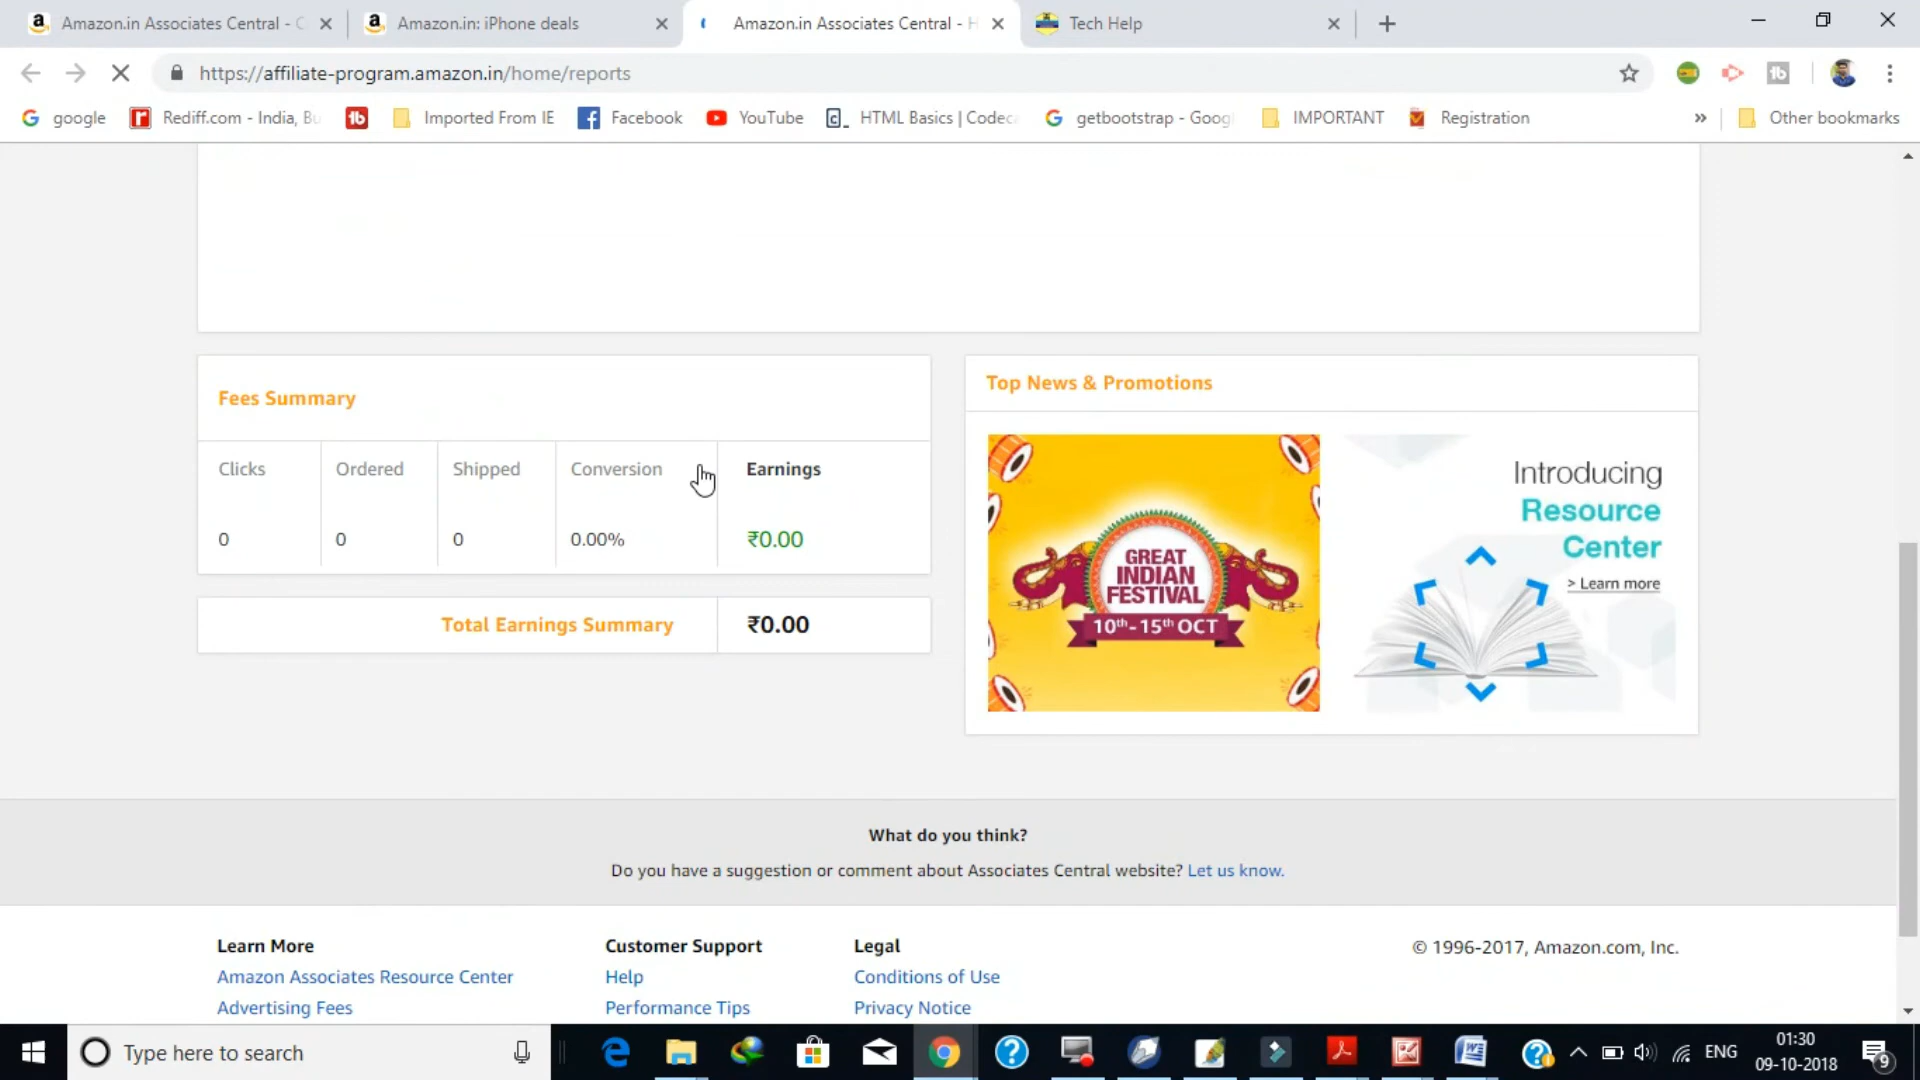 Amazon.in Associates Central - C
Amazon.in: iPhone deals
Amazon.in Associates Central - H
Tech Help
https://affiliate-program.amazon.in/home/reports
google
Rediff.com - India, Bu
Imported From IE
Facebook
YouTube
HTML Basics | Codeca
getbootstrap - Goog
IMPORTANT
Registration
Other bookmarks
Fees Summary
Clicks Ordered Shipped Conversion Earnings
0 0 0 0.00% ₹0.00
Total Earnings Summary ₹0.00
Top News & Promotions
GREAT
INDIAN
FESTIVAL
10th - 15th OCT
Introducing
Resource
Center
> Learn more
What do you think?
Do you have a suggestion or comment about Associates Central website? Let us know.
Learn More
Amazon Associates Resource Center
Advertising Fees
Customer Support
Help
Performance Tips
Legal
Conditions of Use
Privacy Notice
© 1996-2017, Amazon.com, Inc.
Type here to search
ENG
01:30
09-10-2018
9